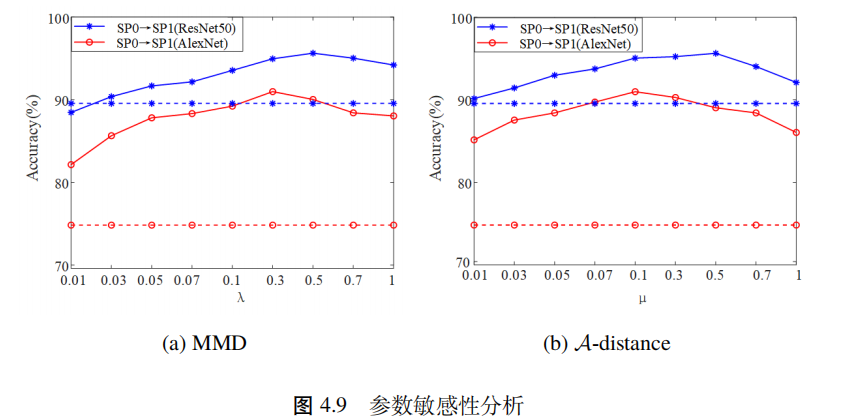 SP0→SP1(ResNet50)
SP0→SP1(AlexNet)
Accuracy(%)
100
90
80
70
0.01 0.03 0.05 0.07 0.1 0.3 0.5 0.7 1
λ
(a) MMD
SP0→SP1(ResNet50)
SP0→SP1(AlexNet)
Accuracy(%)
100
90
80
70
0.01 0.03 0.05 0.07 0.1 0.3 0.5 0.7 1
μ
(b) 𝒜-distance
图 4.9 参数敏感性分析